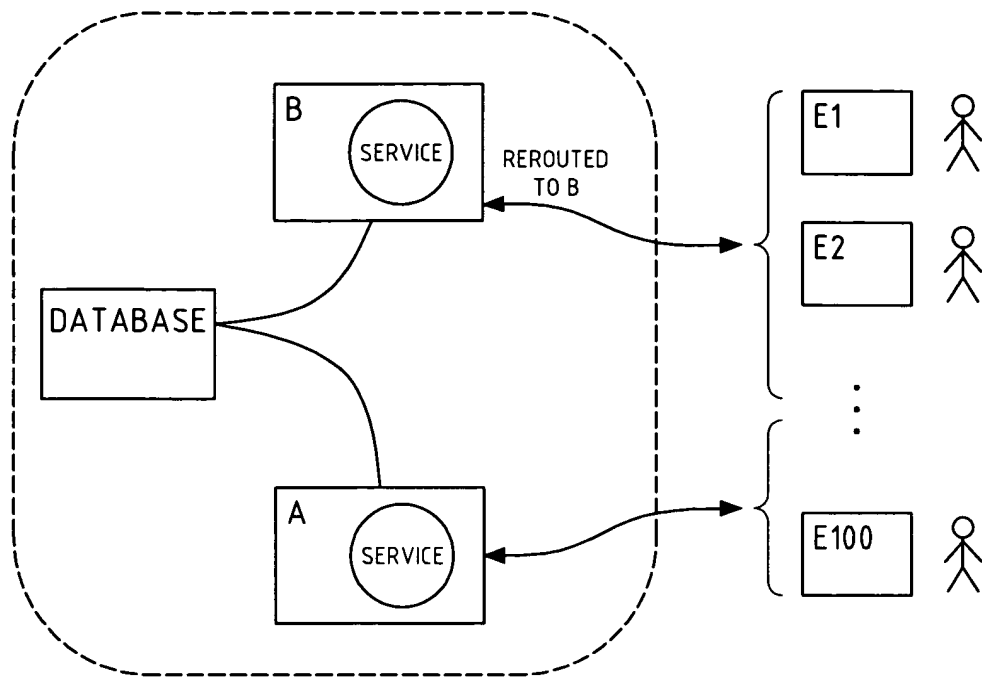 B
SERVICE
REROUTED
TO B
E1
E2
DATABASE
A
SERVICE
E100